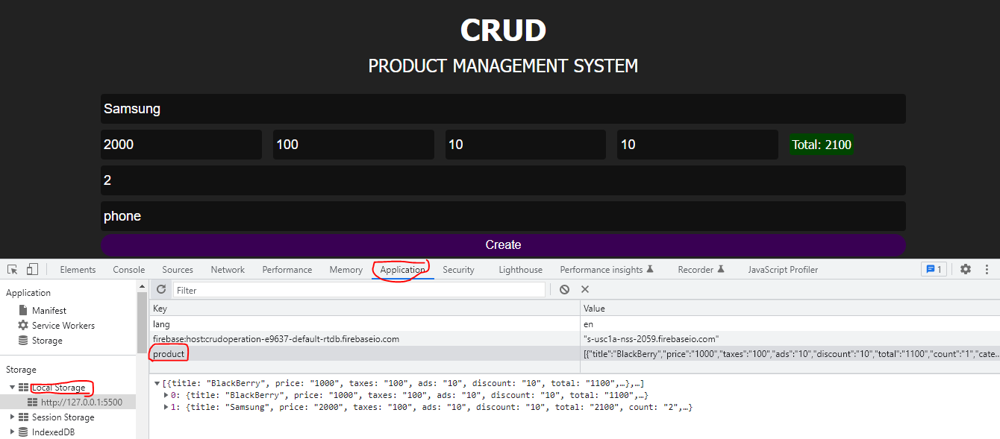 CRUD
PRODUCT MANAGEMENT SYSTEM
Samsung
2000 100 10 10 Total: 2100
2
phone
Create
Elements Console Sources Network Performance Memory Application Security Lighthouse Performance insights Recorder JavaScript Profiler 1
Application
Manifest
Service Workers
Storage
Storage
Local Storage
http://127.0.0.1:5500
Session Storage
IndexedDB
Filter
Key Value
lang en
firebase:host:crudoperation-e9637-default-rtdb.firebaseio.com "s-usc1a-nss-2059.firebaseio.com"
product [{"title":"BlackBerry","price":"1000","taxes":"100","ads":"10","discount":"10","total":"1100","count":"1","cate…
[{title: "BlackBerry", price: "1000", taxes: "100", ads: "10", discount: "10", total: "1100",…},…]
0: {title: "BlackBerry", price: "1000", taxes: "100", ads: "10", discount: "10", total: "1100",…}
1: {title: "Samsung", price: "2000", taxes: "100", ads: "10", discount: "10", total: "2100", count: "2",…}